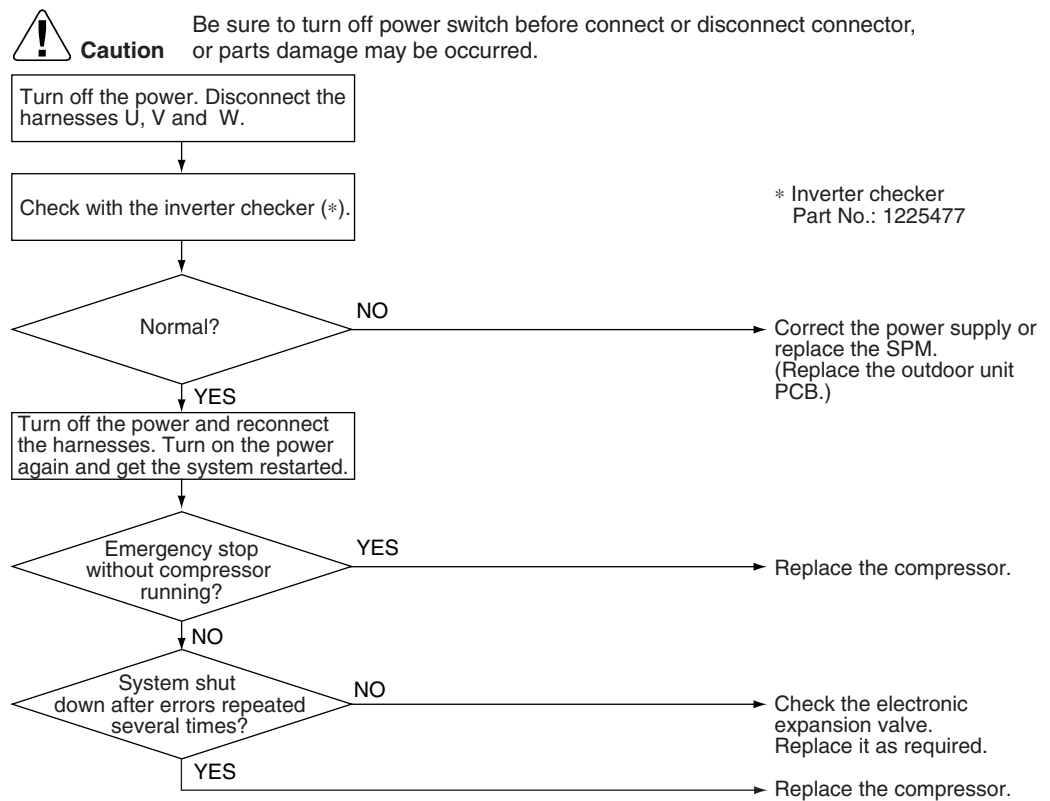 Be sure to turn off power switch before connect or disconnect connector,
Caution or parts damage may be occurred.
Turn off the power. Disconnect the
harnesses U, V and W.
Check with the inverter checker (*).
* Inverter checker
Part No.: 1225477
Normal?
NO
Correct the power supply or
replace the SPM.
(Replace the outdoor unit
PCB.)
YES
Turn off the power and reconnect
the harnesses. Turn on the power
again and get the system restarted.
Emergency stop
without compressor
running?
YES
Replace the compressor.
NO
System shut
down after errors repeated
several times?
NO
Check the electronic
expansion valve.
Replace it as required.
YES
Replace the compressor.